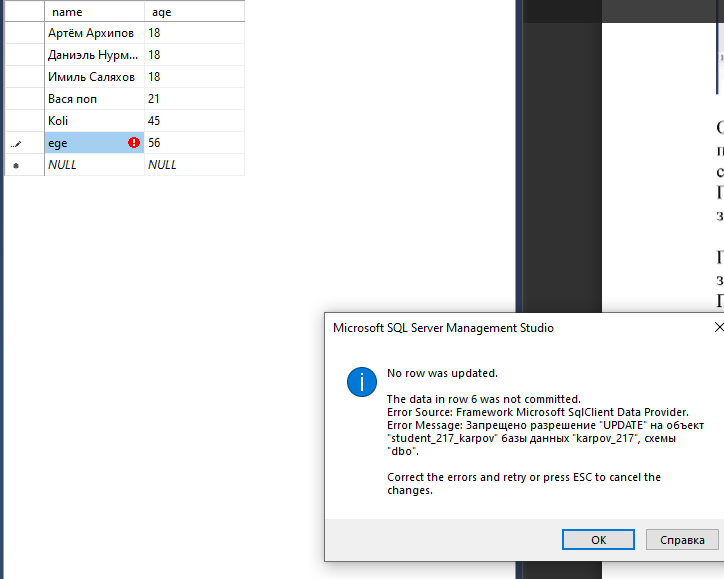 name age
Артём Архипов 18
Даниэль Нурм... 18
Имиль Саляхов 18
Вася поп 21
Koli 45
ege 56
NULL NULL
Microsoft SQL Server Management Studio
No row was updated.
The data in row 6 was not committed.
Error Source: Framework Microsoft SqlClient Data Provider.
Error Message: Запрещено разрешение "UPDATE" на объект
"student_217_karpov" базы данных "karpov_217", схемы
"dbo".
Correct the errors and retry or press ESC to cancel the
changes.
OK Справка